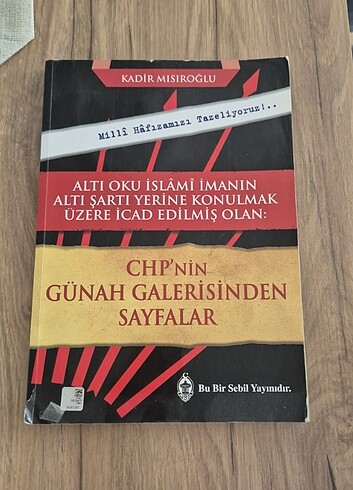 KADİR MISIROĞLU
Millî Hâfızamızı Tazeliyoruz!..
ALTI OKU İSLÂMÎ İMANIN
ALTI ŞARTI YERİNE KONULMAK
ÜZERE İCAD EDİLMİŞ OLAN:
CHP'NİN
GÜNAH GALERİSİNDEN
SAYFALAR
Bu Bir Sebil Yayınıdır.